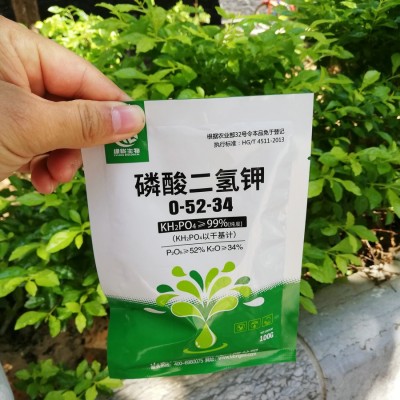 根据农业部32号令本品免于登记
执行标准：HG/T 4511-2013
磷酸二氢钾
0-52-34
KH₂PO₄≥99%(纯度)
（KH₂PO₄以干基计）
P₂O₅≥52% K₂O≥34%
100G